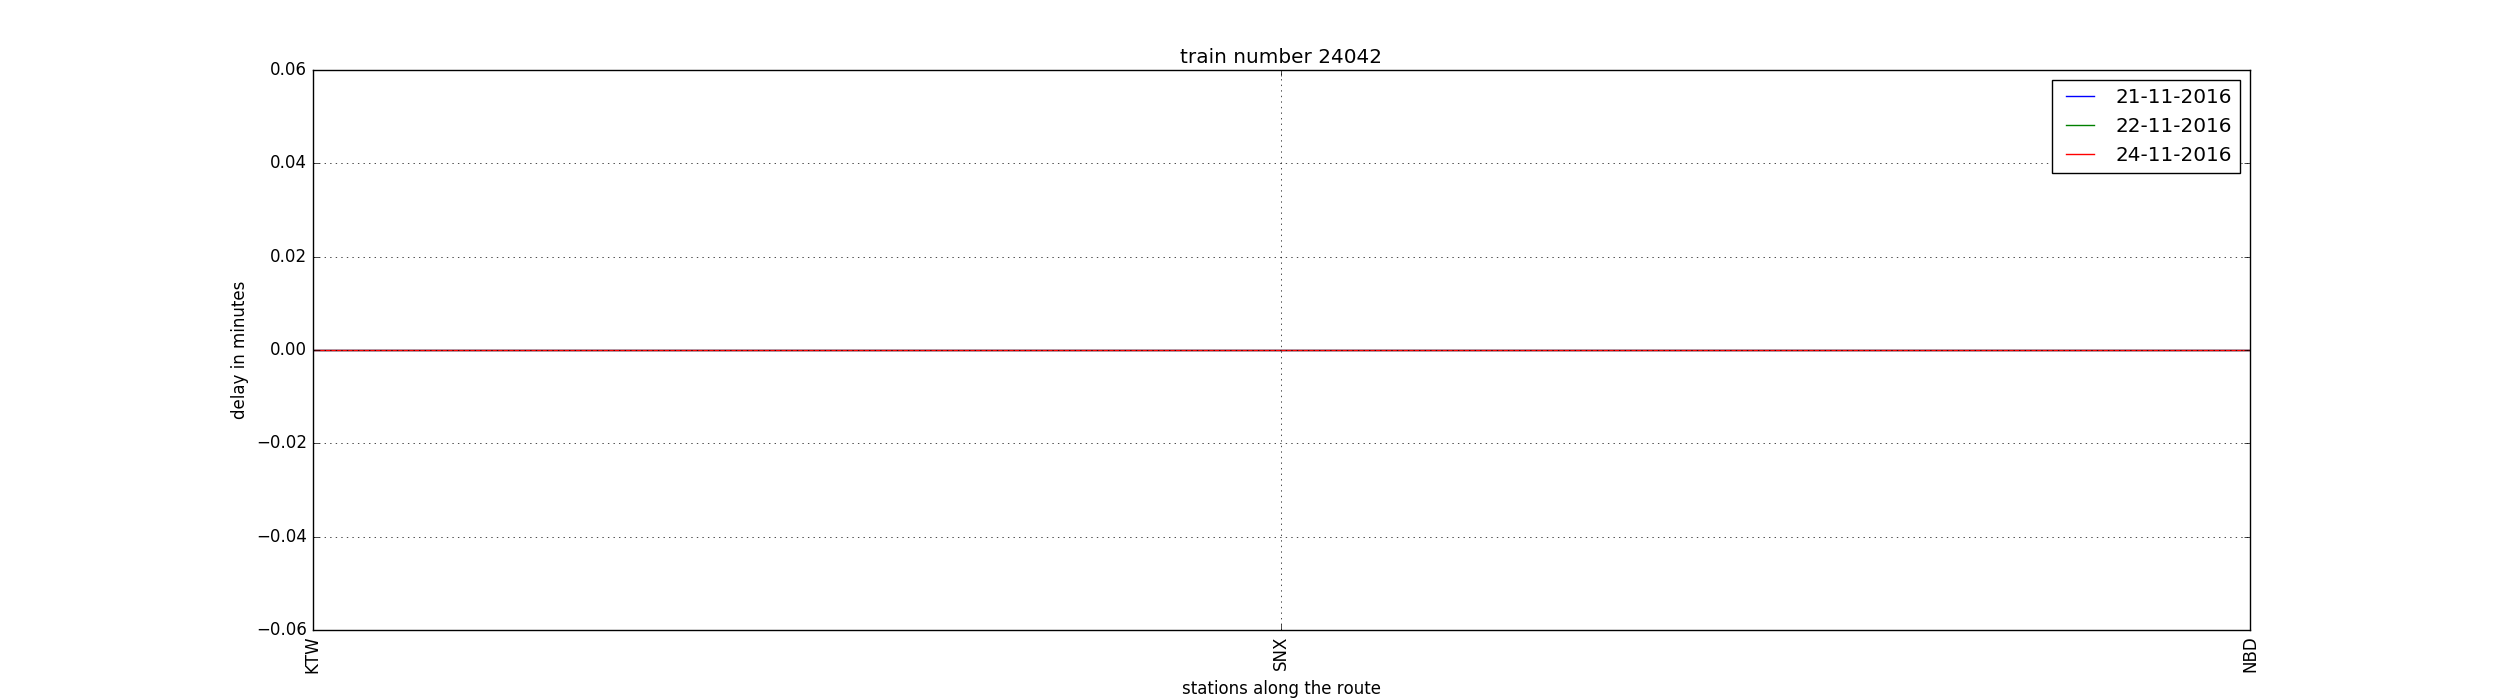 train number 24042
0.06
0.04
0.02
0.00
−0.02
−0.04
−0.06
delay in minutes
21-11-2016
22-11-2016
24-11-2016
KTW
SNX
NBD
stations along the route